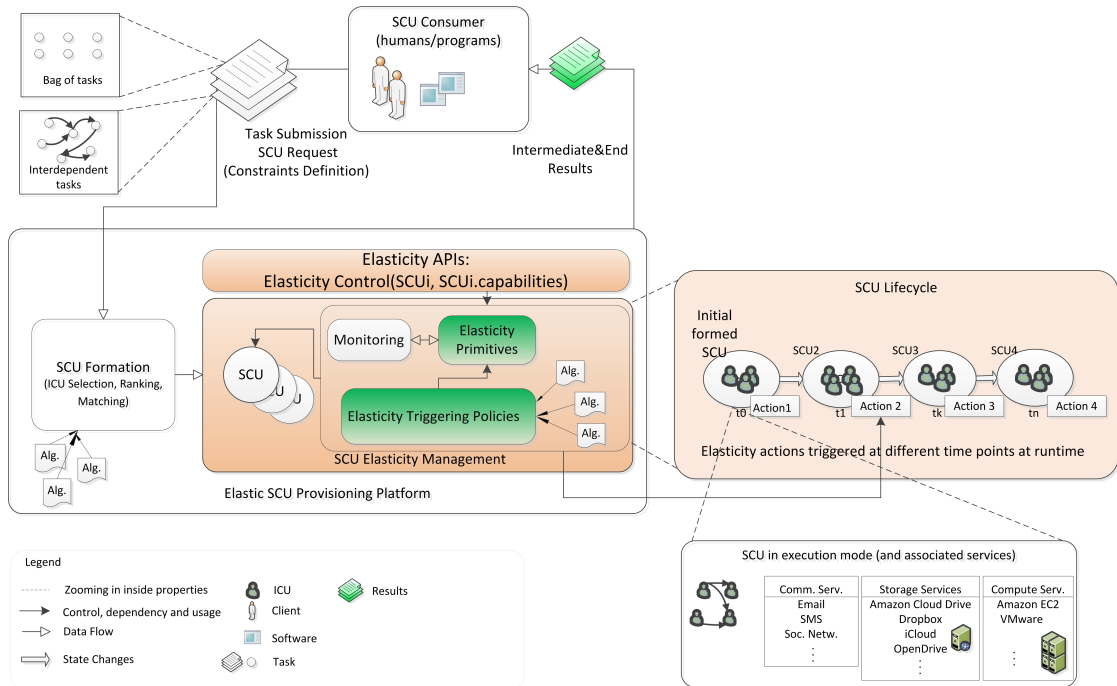 SCU Consumer
(humans/programs)
Bag of tasks
Interdependent
tasks
Task Submission
SCU Request
(Constraints Definition)
Intermediate&End
Results
Elasticity APIs:
Elasticity Control(SCUi, SCUi.capabilities)
SCU Formation
(ICU Selection, Ranking,
Matching)
Alg.
Alg.
Alg.
SCU
CU
U
Monitoring
Elasticity
Primitives
Elasticity Triggering Policies
Alg.
Alg.
Alg.
SCU Elasticity Management
Elastic SCU Provisioning Platform
SCU Lifecycle
Initial
formed
SCU
SCU2
SCU3
SCU4
t0
Action1
t1
Action 2
tk
Action 3
tn
Action 4
Elasticity actions triggered at different time points at runtime
SCU in execution mode (and associated services)
Comm. Serv.
Email
SMS
Soc. Netw.
Storage Services
Amazon Cloud Drive
Dropbox
iCloud
OpenDrive
Compute Serv.
Amazon EC2
VMware
Legend
Zooming in inside properties
Control, dependency and usage
Data Flow
State Changes
ICU
Client
Software
Task
Results